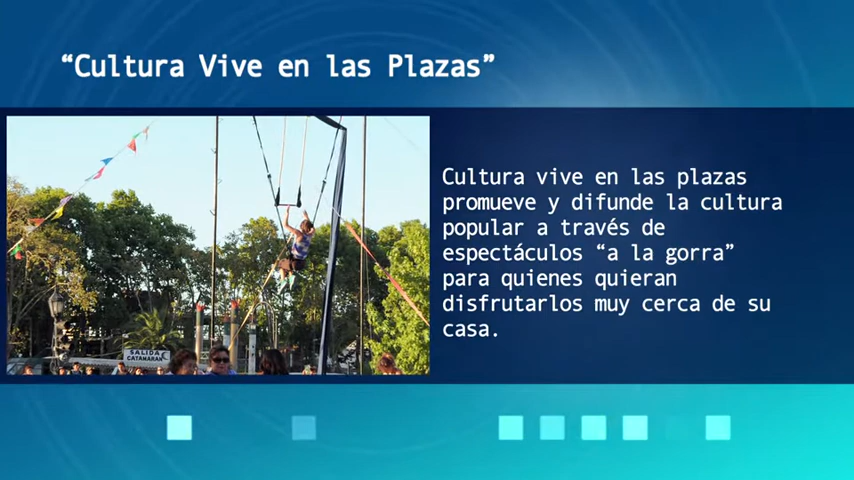 “Cultura Vive en las Plazas”
Cultura vive en las plazas
promueve y difunde la cultura
popular a través de
espectáculos “a la gorra”
para quienes quieran
disfrutarlos muy cerca de su
casa.
SALIDA
CATAMARAN